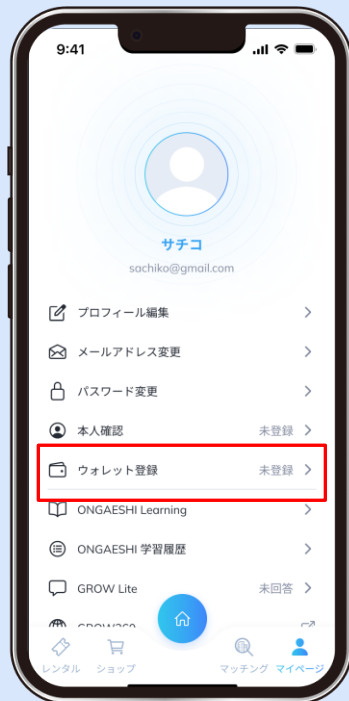 9:41
サチコ
sachiko@gmail.com
プロフィール編集
メールアドレス変更
パスワード変更
本人確認 未登録
ウォレット登録 未登録
ONGAESHI Learning
ONGAESHI 学習履歴
GROW Lite 未回答
GROW360
レンタル ショップ マッチング マイページ